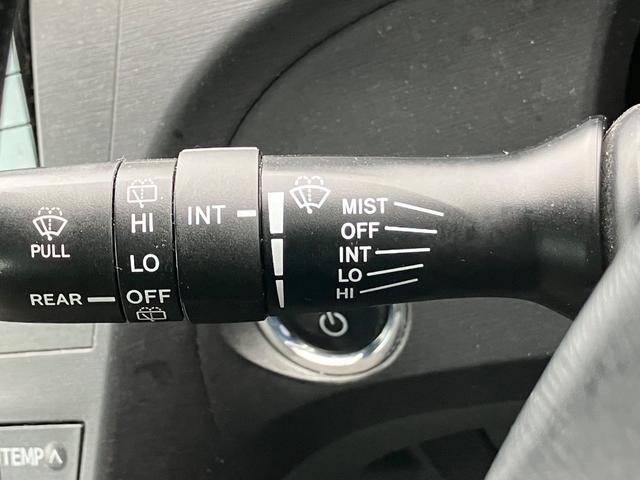 PULL
REAR
HI
LO
OFF
INT
MIST
OFF
INT
LO
HI
TEMP